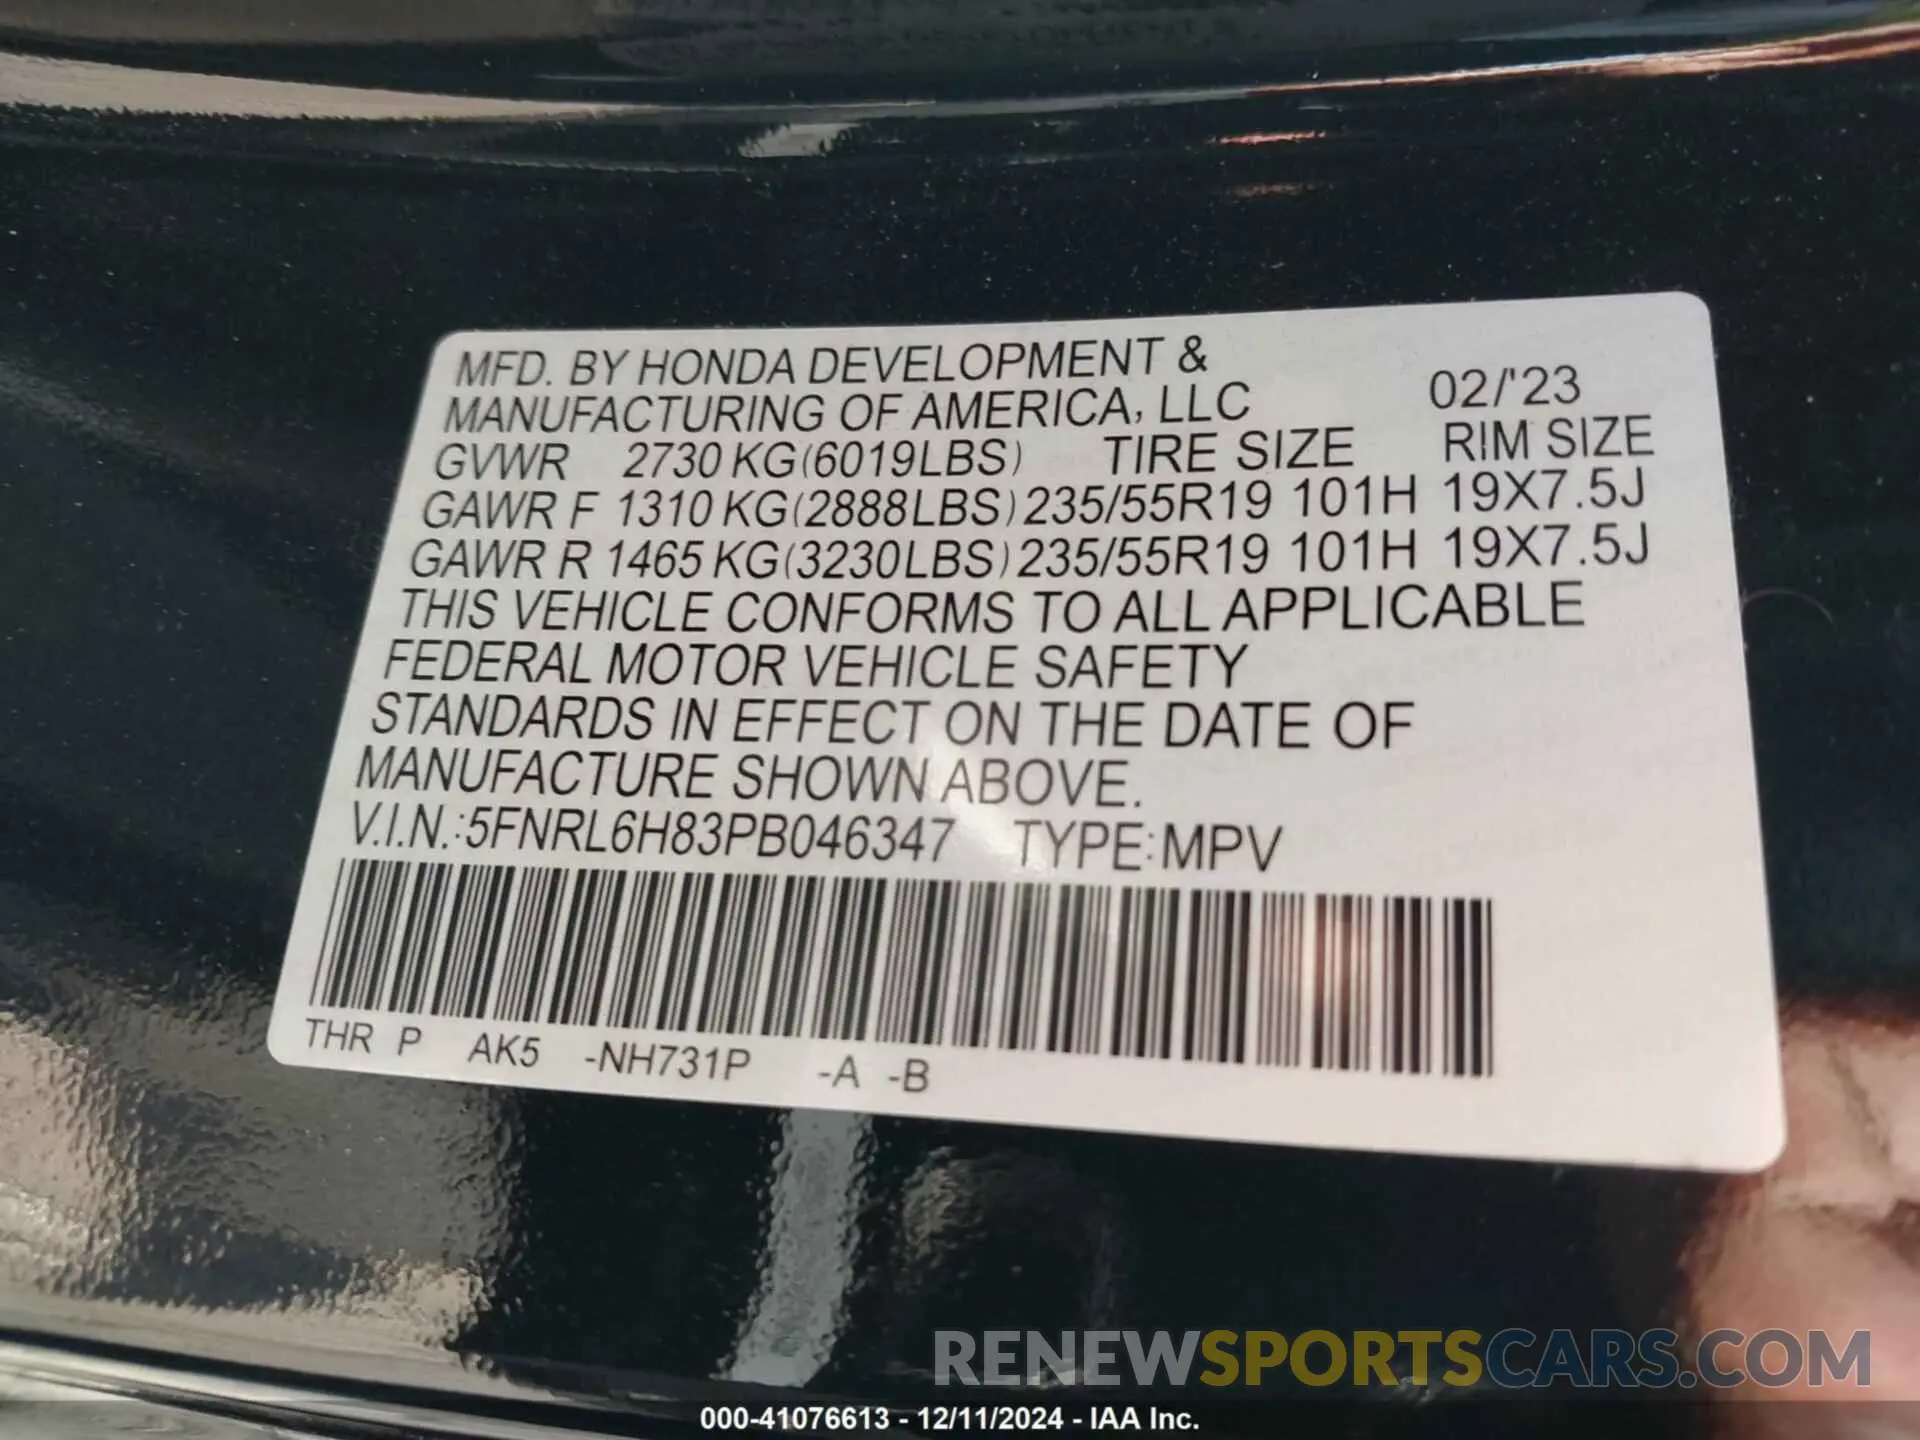 MFD. BY HONDA DEVELOPMENT &
MANUFACTURING OF AMERICA, LLC 02/'23
GVWR 2730 KG(6019LBS) TIRE SIZE RIM SIZE
GAWR F 1310 KG(2888LBS) 235/55R19 101H 19X7.5J
GAWR R 1465 KG(3230LBS) 235/55R19 101H 19X7.5J
THIS VEHICLE CONFORMS TO ALL APPLICABLE
FEDERAL MOTOR VEHICLE SAFETY
STANDARDS IN EFFECT ON THE DATE OF
MANUFACTURE SHOWN ABOVE.
V.I.N.:5FNRL6H83PB046347 TYPE:MPV
THR P AK5 -NH731P -A -B
RENEWSPORTSCARS.COM
000-41076613 - 12/11/2024 - IAA Inc.